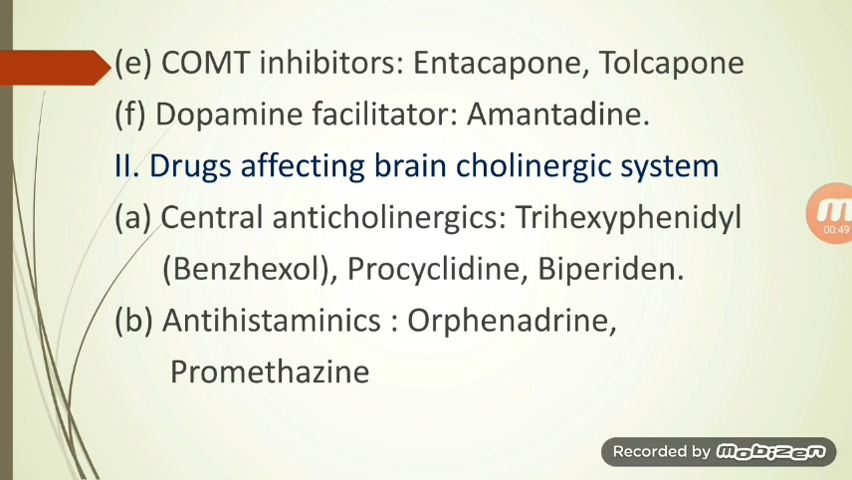 (e) COMT inhibitors: Entacapone, Tolcapone
(f) Dopamine facilitator: Amantadine.
II. Drugs affecting brain cholinergic system
(a) Central anticholinergics: Trihexyphenidyl
(Benzhexol), Procyclidine, Biperiden.
(b) Antihistaminics : Orphenadrine,
Promethazine
m
00:49
Recorded by mobizen